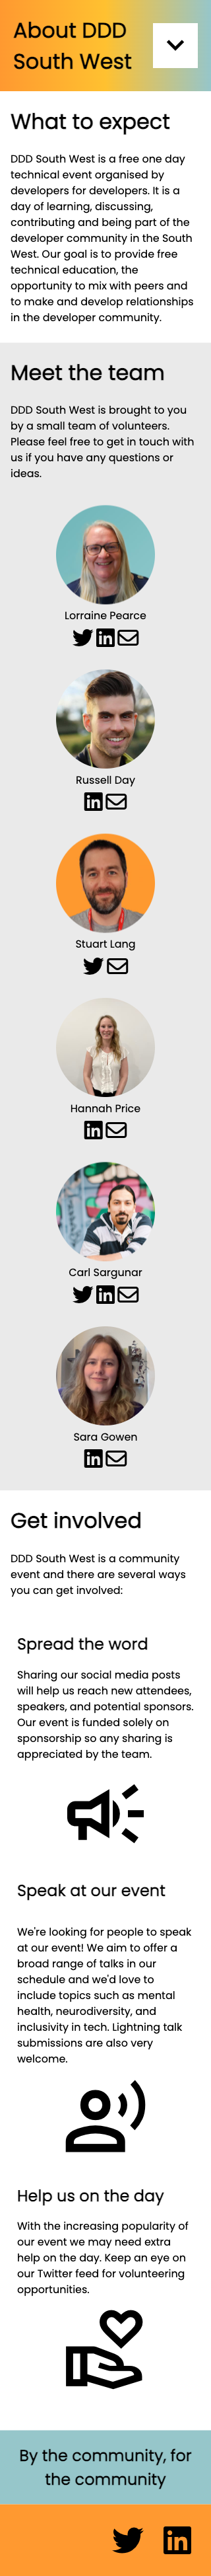 About DDD
South West
What to expect
DDD South West is a free one day
technical event organised by
developers for developers. It is a
day of learning, discussing,
contributing and being part of the
developer community in the South
West. Our goal is to provide free
technical education, the
opportunity to mix with peers and
to make and develop relationships
in the developer community.
Meet the team
DDD South West is brought to you
by a small team of volunteers.
Please feel free to get in touch with
us if you have any questions or
ideas.
Lorraine Pearce
Russell Day
Stuart Lang
Hannah Price
Carl Sargunar
Sara Gowen
Get involved
DDD South West is a community
event and there are several ways
you can get involved:
Spread the word
Sharing our social media posts
will help us reach new attendees,
speakers, and potential sponsors.
Our event is funded solely on
sponsorship so any sharing is
appreciated by the team.
Speak at our event
We're looking for people to speak
at our event! We aim to offer a
broad range of talks in our
schedule and we'd love to
include topics such as mental
health, neurodiversity, and
inclusivity in tech. Lightning talk
submissions are also very
welcome.
Help us on the day
With the increasing popularity of
our event we may need extra
help on the day. Keep an eye on
our Twitter feed for volunteering
opportunities.
By the community, for
the community